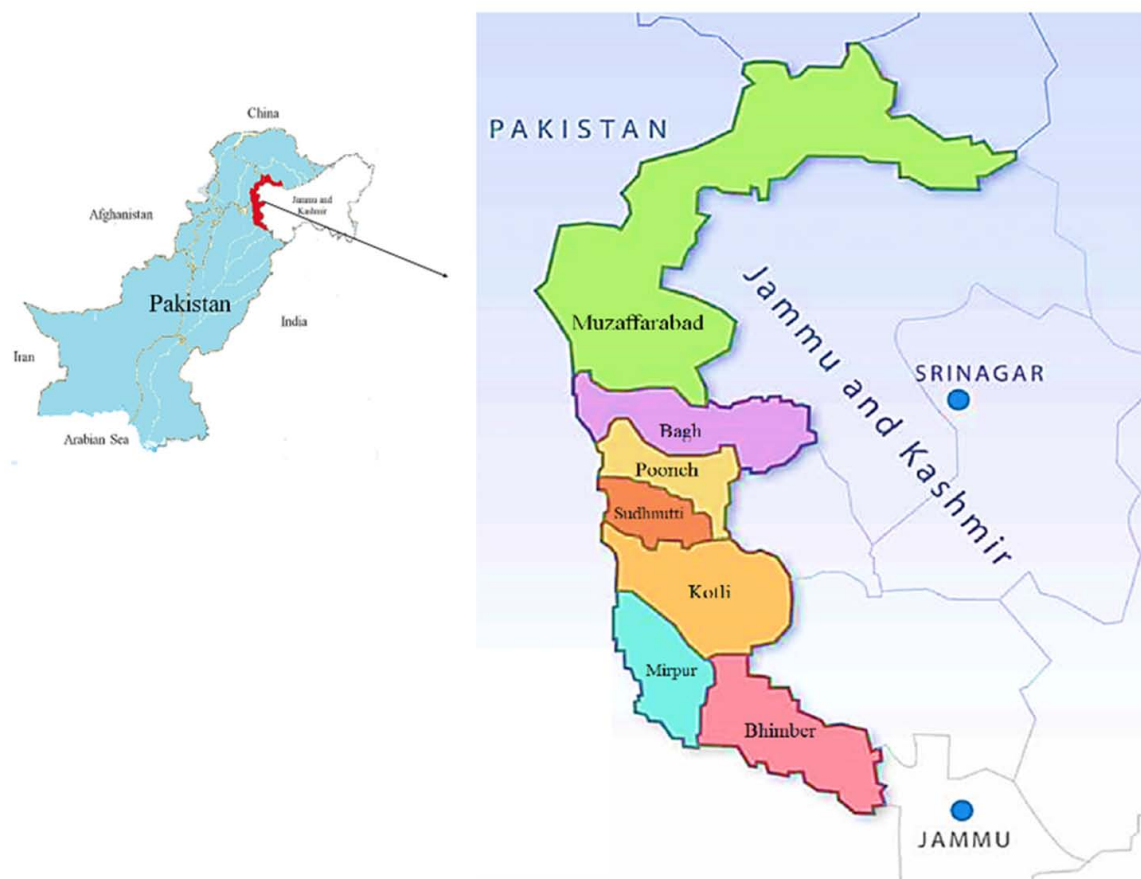 China
Afghanistan
Jammu and
Kashmir
Pakistan
India
Iran
Arabian Sea
PAKISTAN
Muzaffarabad
Jammu and Kashmir
SRINAGAR
Bagh
Poonch
Sudhnutti
Kotli
Mirpur
Bhimber
JAMMU